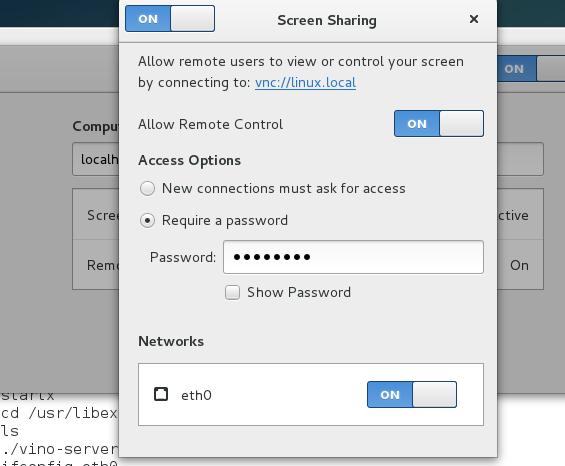 ON
Screen Sharing
×
Allow remote users to view or control your screen
by connecting to: vnc://linux.local
ON
Allow Remote Control
ON
Access Options
Compu
localh
New connections must ask for access
Scree
Require a password
ctive
Password: ●●●●●●●●
Remo
On
Show Password
Networks
eth0
ON
startx
cd /usr/libex
ls
./vino-server
ifconfig eth0